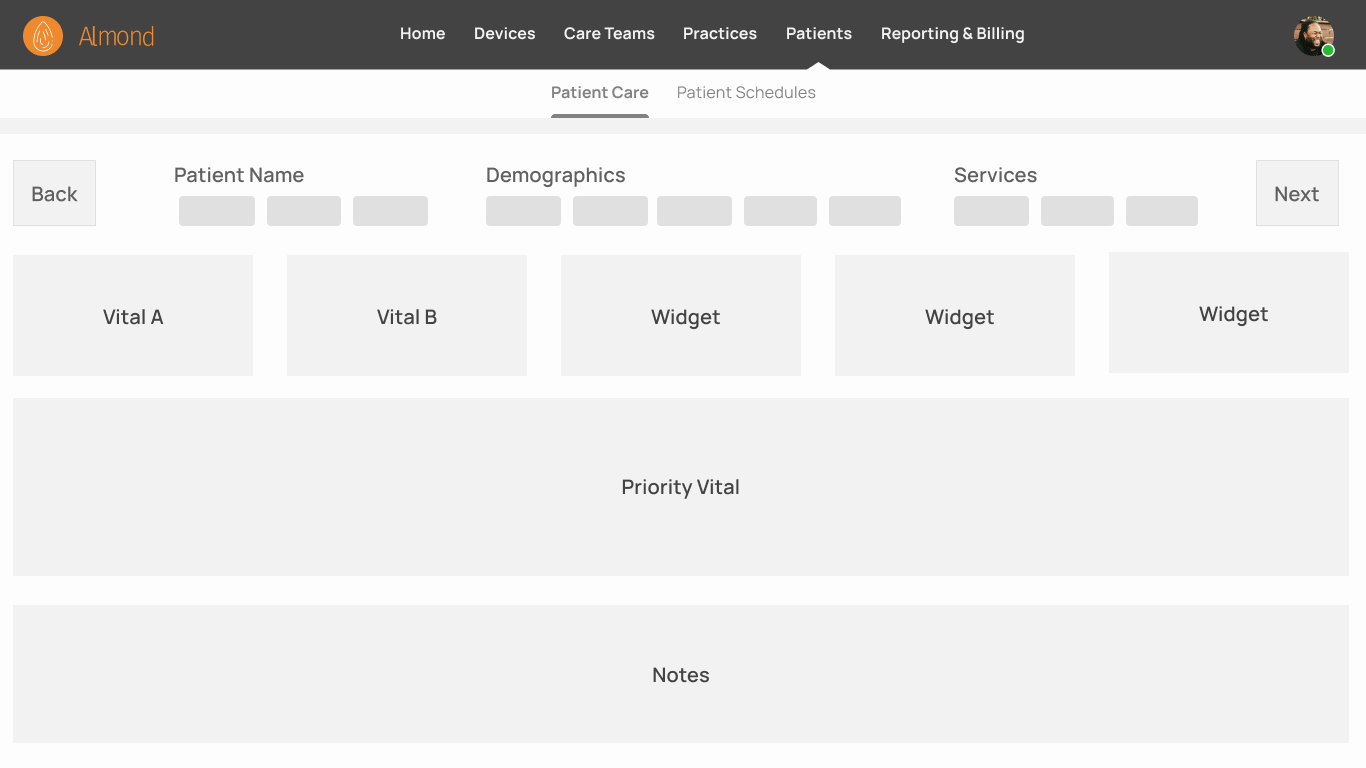 Almond
Home Devices Care Teams Practices Patients Reporting & Billing
Patient Care Patient Schedules
Back
Patient Name
Demographics
Services
Next
Vital A
Vital B
Widget
Widget
Widget
Priority Vital
Notes